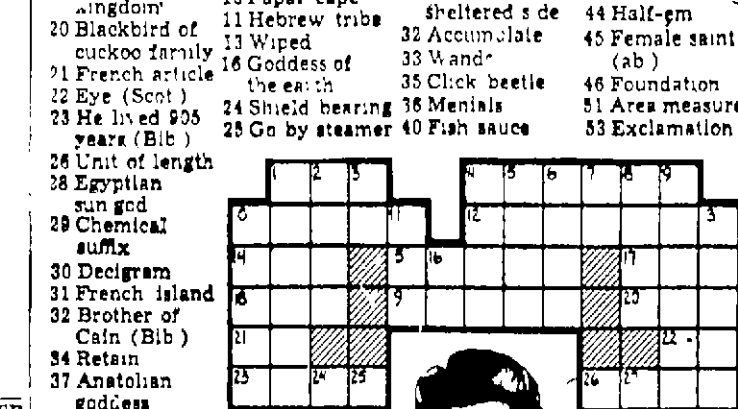 kingdom
20 Blackbird of
cuckoo family
21 French article
22 Eye (Scot )
23 He lived 905
years (Bib )
26 Unit of length
28 Egyptian
sun god
29 Chemical
suffix
30 Decigram
31 French island
32 Brother of
Cain (Bib )
34 Retain
37 Anatolian
goddess
11 Hebrew tribe
13 Wiped
16 Goddess of
the earth
24 Shield bearing
25 Go by steamer
sheltered side
32 Accumulate
33 Wands
35 Click beetle
36 Menials
40 Fish sauce
44 Half-em
45 Female saint
(ab )
46 Foundation
51 Area measure
53 Exclamation
1 2 3 4 5 6 7 8 9
0 11 12 3
14 5 16 17
18 9 20
21 22
23 24 25 26 27